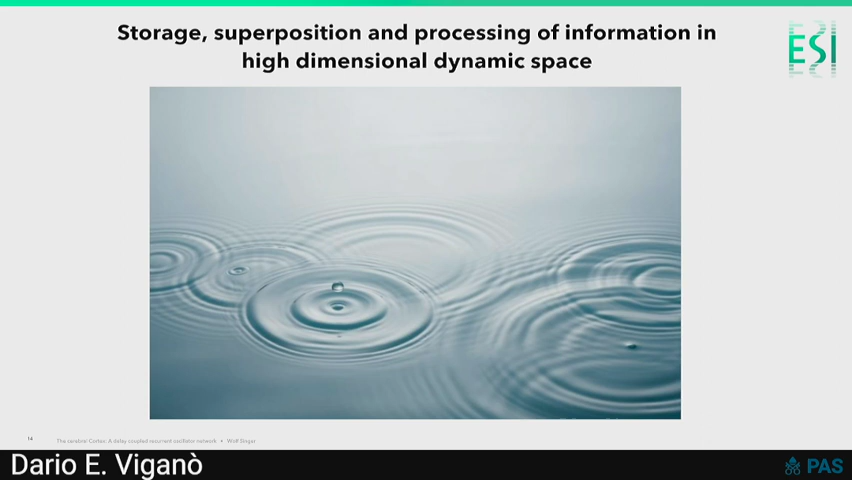 Storage, superposition and processing of information in
high dimensional dynamic space
ESI
14 The cerebral Cortex: A delay coupled recurrent oscillator network • Wolf Singer
Dario E. Viganò
PAS